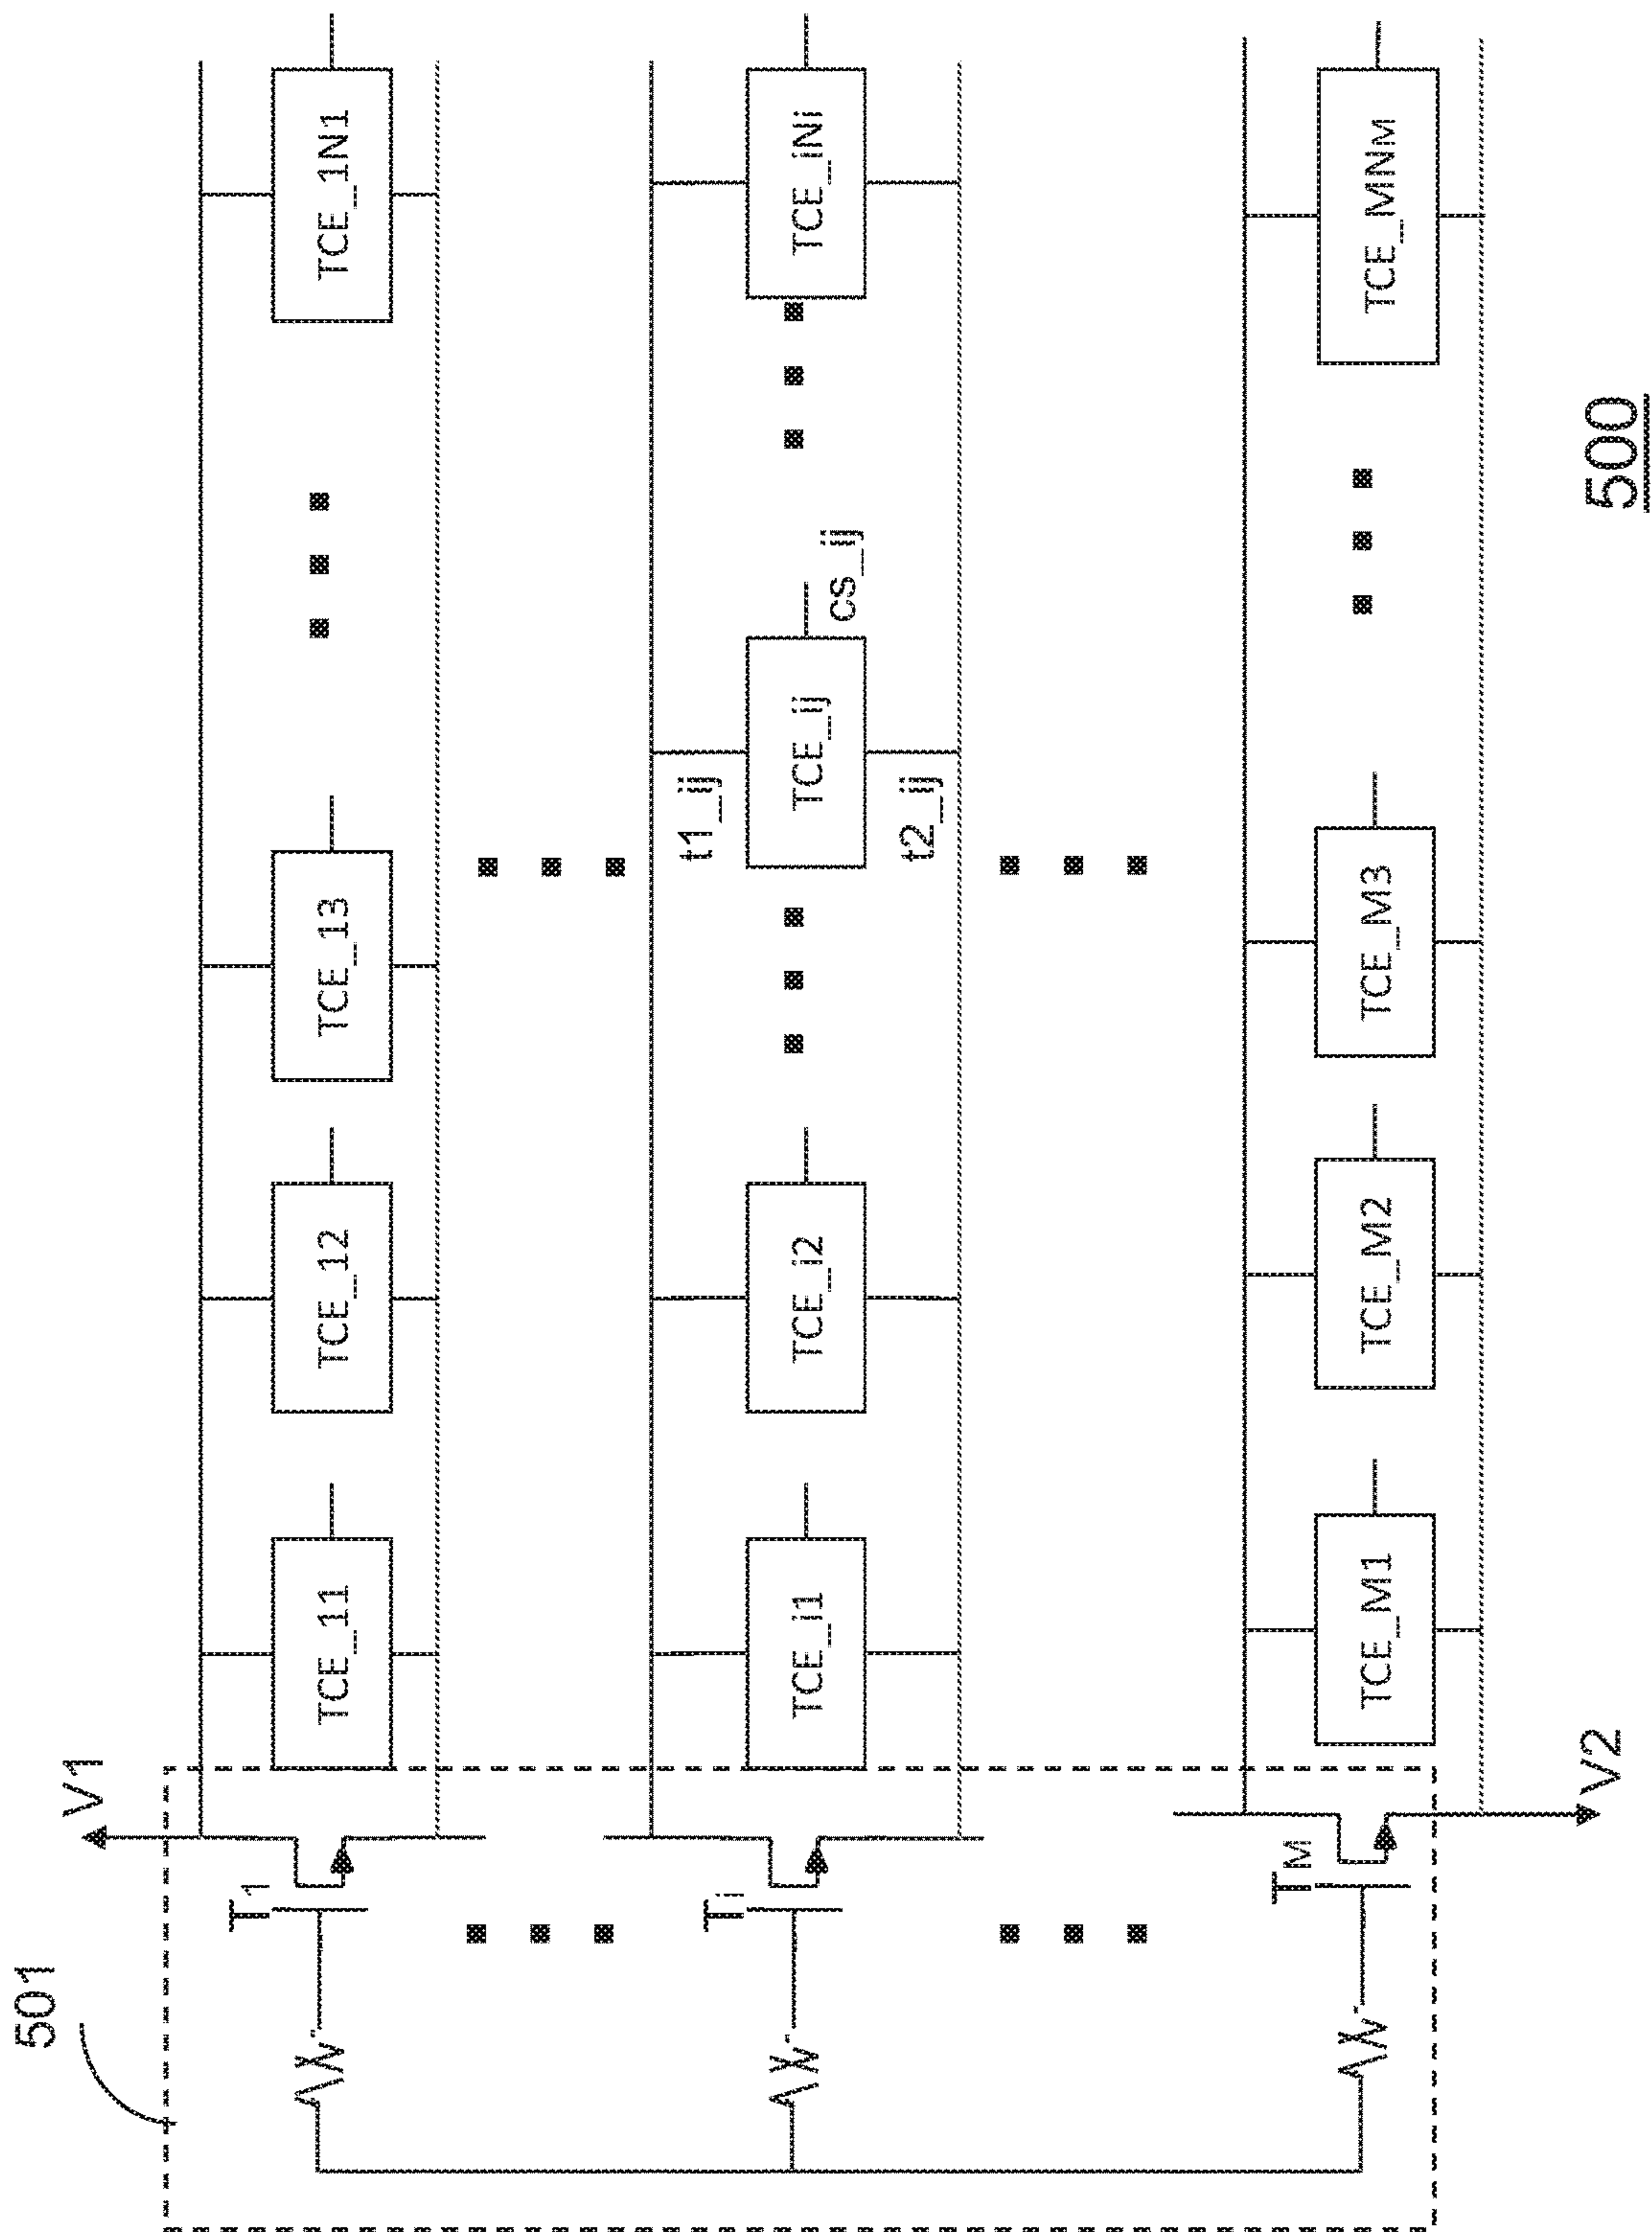 501
V1
T1
TCE_11
TCE_12
TCE_13
TCE_1N1
Ti
TCE_i1
TCE_i2
t1_ij
TCE_ij
t2_ij
cs_ij
TCE_iNi
TM
TCE_M1
TCE_M2
TCE_M3
TCE_MNM
V2
500